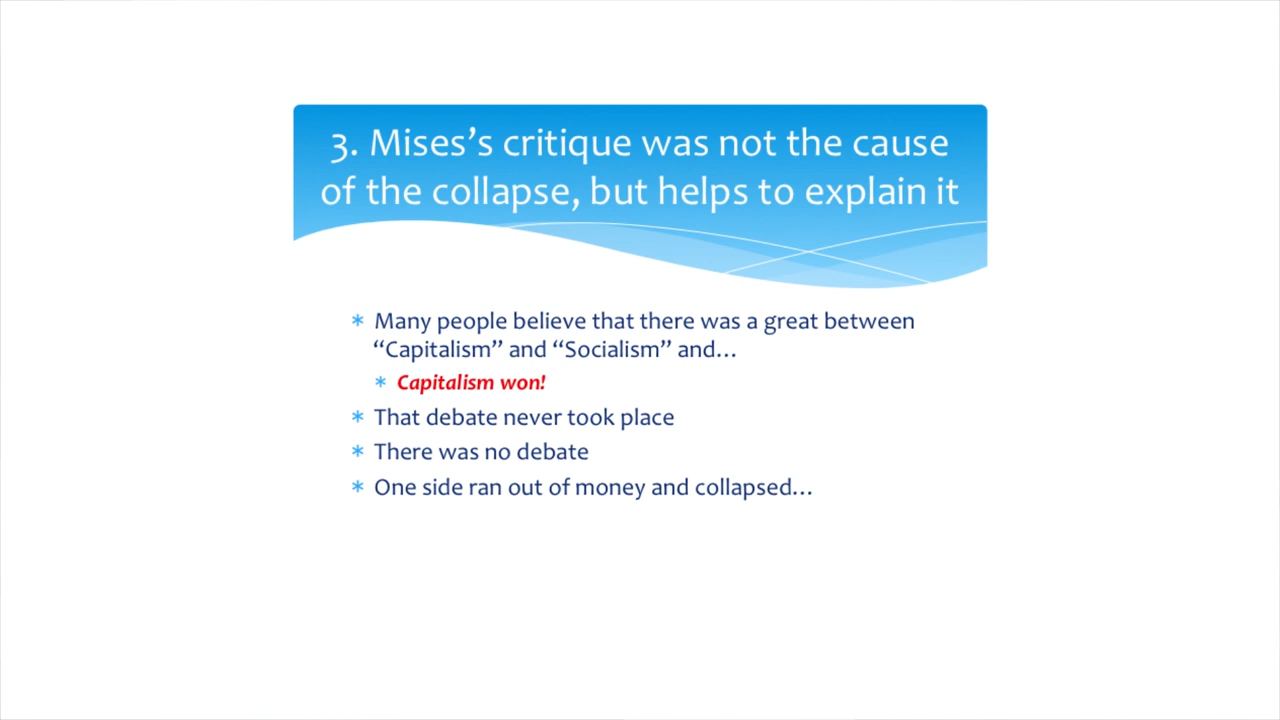 3. Mises’s critique was not the cause
of the collapse, but helps to explain it
* Many people believe that there was a great between
“Capitalism” and “Socialism” and…
* Capitalism won!
* That debate never took place
* There was no debate
* One side ran out of money and collapsed…